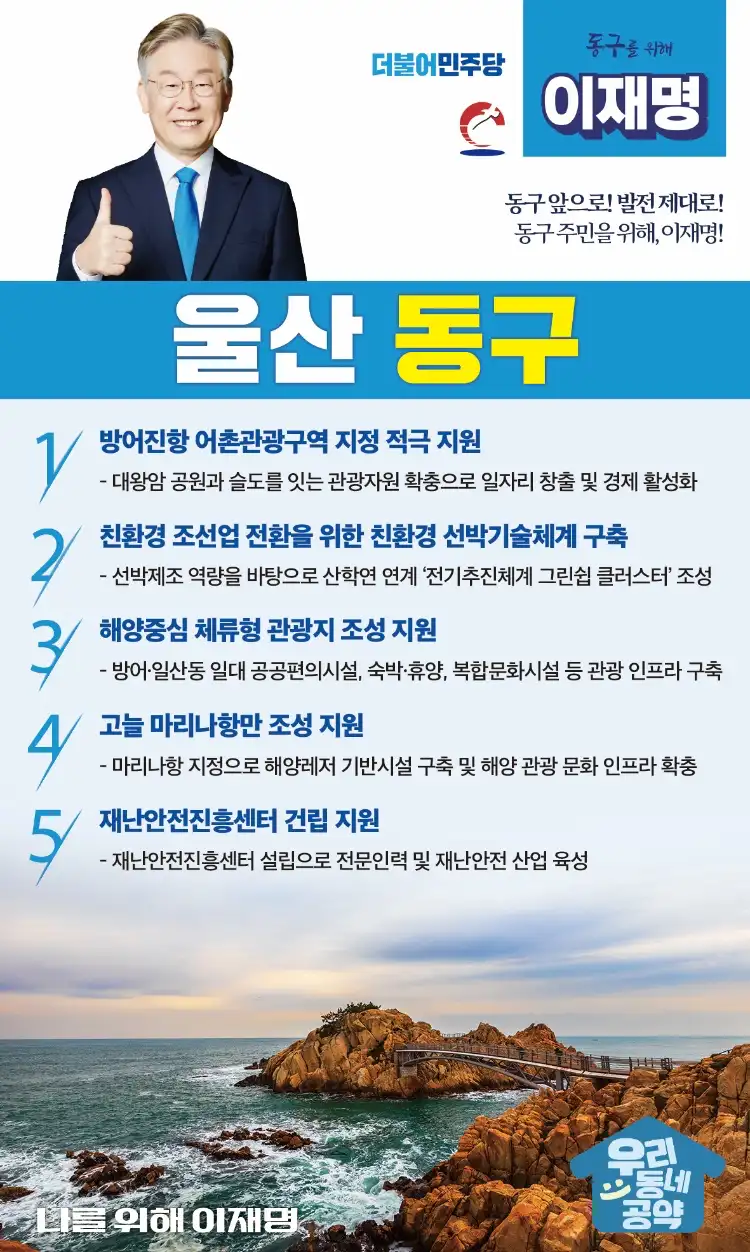 더불어민주당
동구를 위해
이재명
동구 앞으로! 발전 제대로!
동구 주민을 위해, 이재명!
울산 동구
1 방어진항 어촌관광구역 지정 적극 지원
- 대왕암 공원과 슬도를 잇는 관광자원 확충으로 일자리 창출 및 경제 활성화
2 친환경 조선업 전환을 위한 친환경 선박기술체계 구축
- 선박제조 역량을 바탕으로 산학연 연계 ‘전기추진체계 그린쉽 클러스터’ 조성
3 해양중심 체류형 관광지 조성 지원
- 방어·일산동 일대 공공편의시설, 숙박·휴양, 복합문화시설 등 관광 인프라 구축
4 고늘 마리나항만 조성 지원
- 마리나항 지정으로 해양레저 기반시설 구축 및 해양 관광 문화 인프라 확충
5 재난안전진흥센터 건립 지원
- 재난안전진흥센터 설립으로 전문인력 및 재난안전 산업 육성
우리
동네
공약
나를 위해 이재명